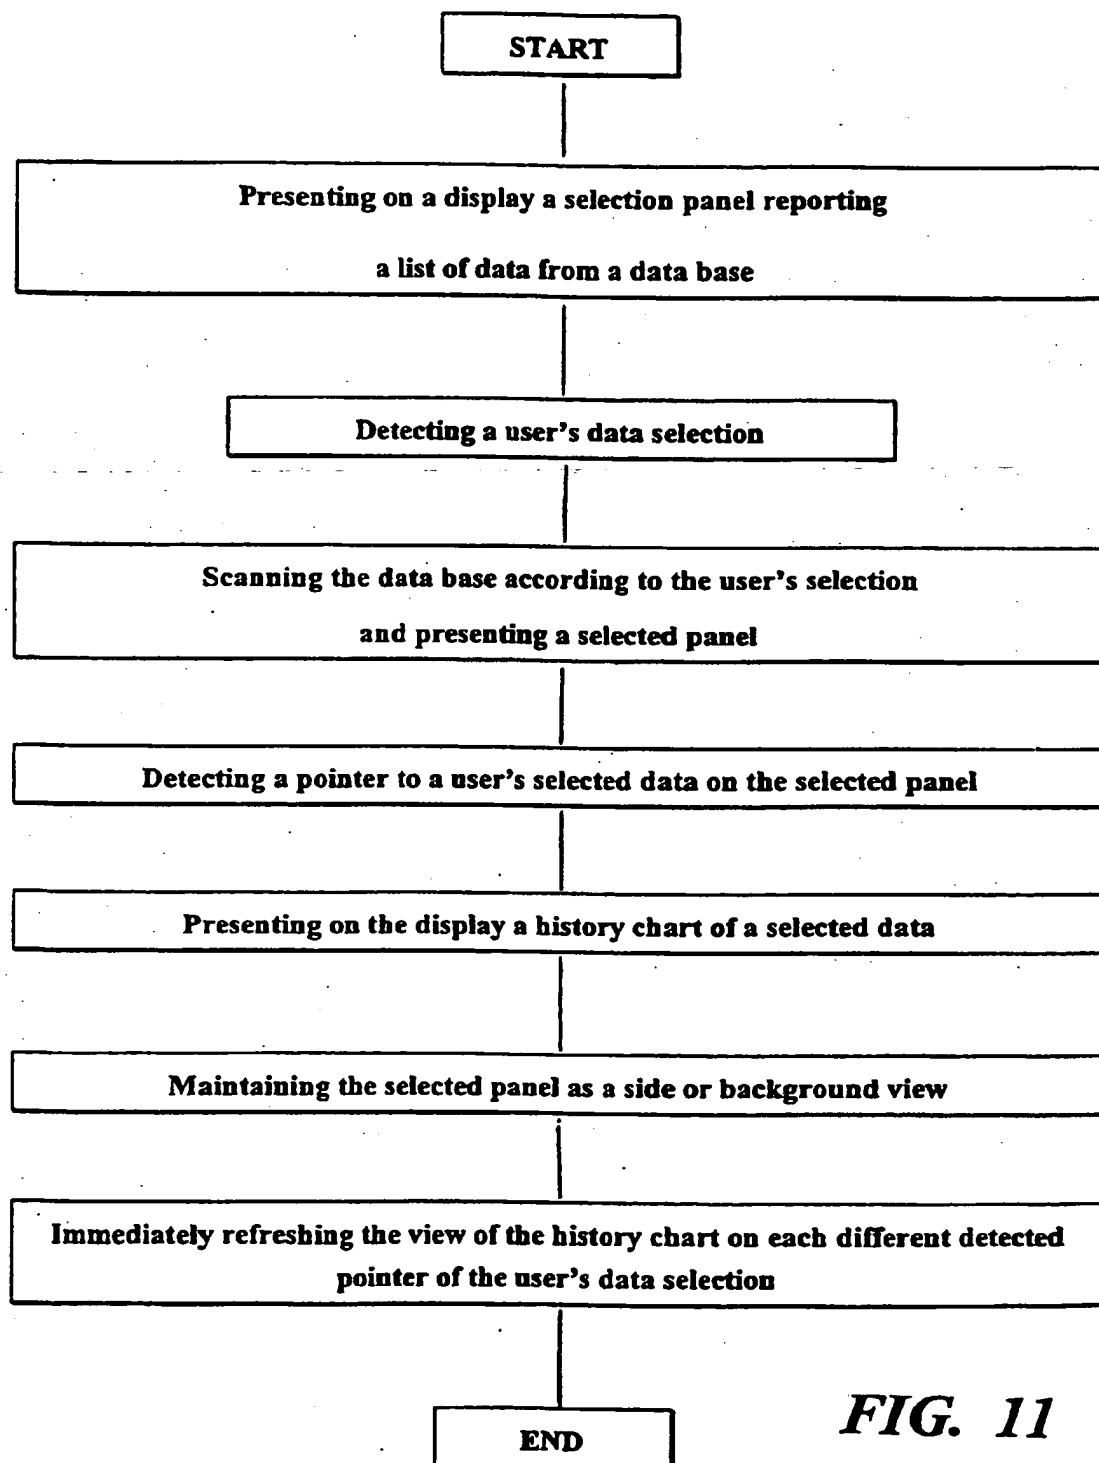 START
Presenting on a display a selection panel reporting
a list of data from a data base
Detecting a user's data selection
Scanning the data base according to the user's selection
and presenting a selected panel
Detecting a pointer to a user's selected data on the selected panel
Presenting on the display a history chart of a selected data
Maintaining the selected panel as a side or background view
Immediately refreshing the view of the history chart on each different detected
pointer of the user's data selection
END
FIG. 11